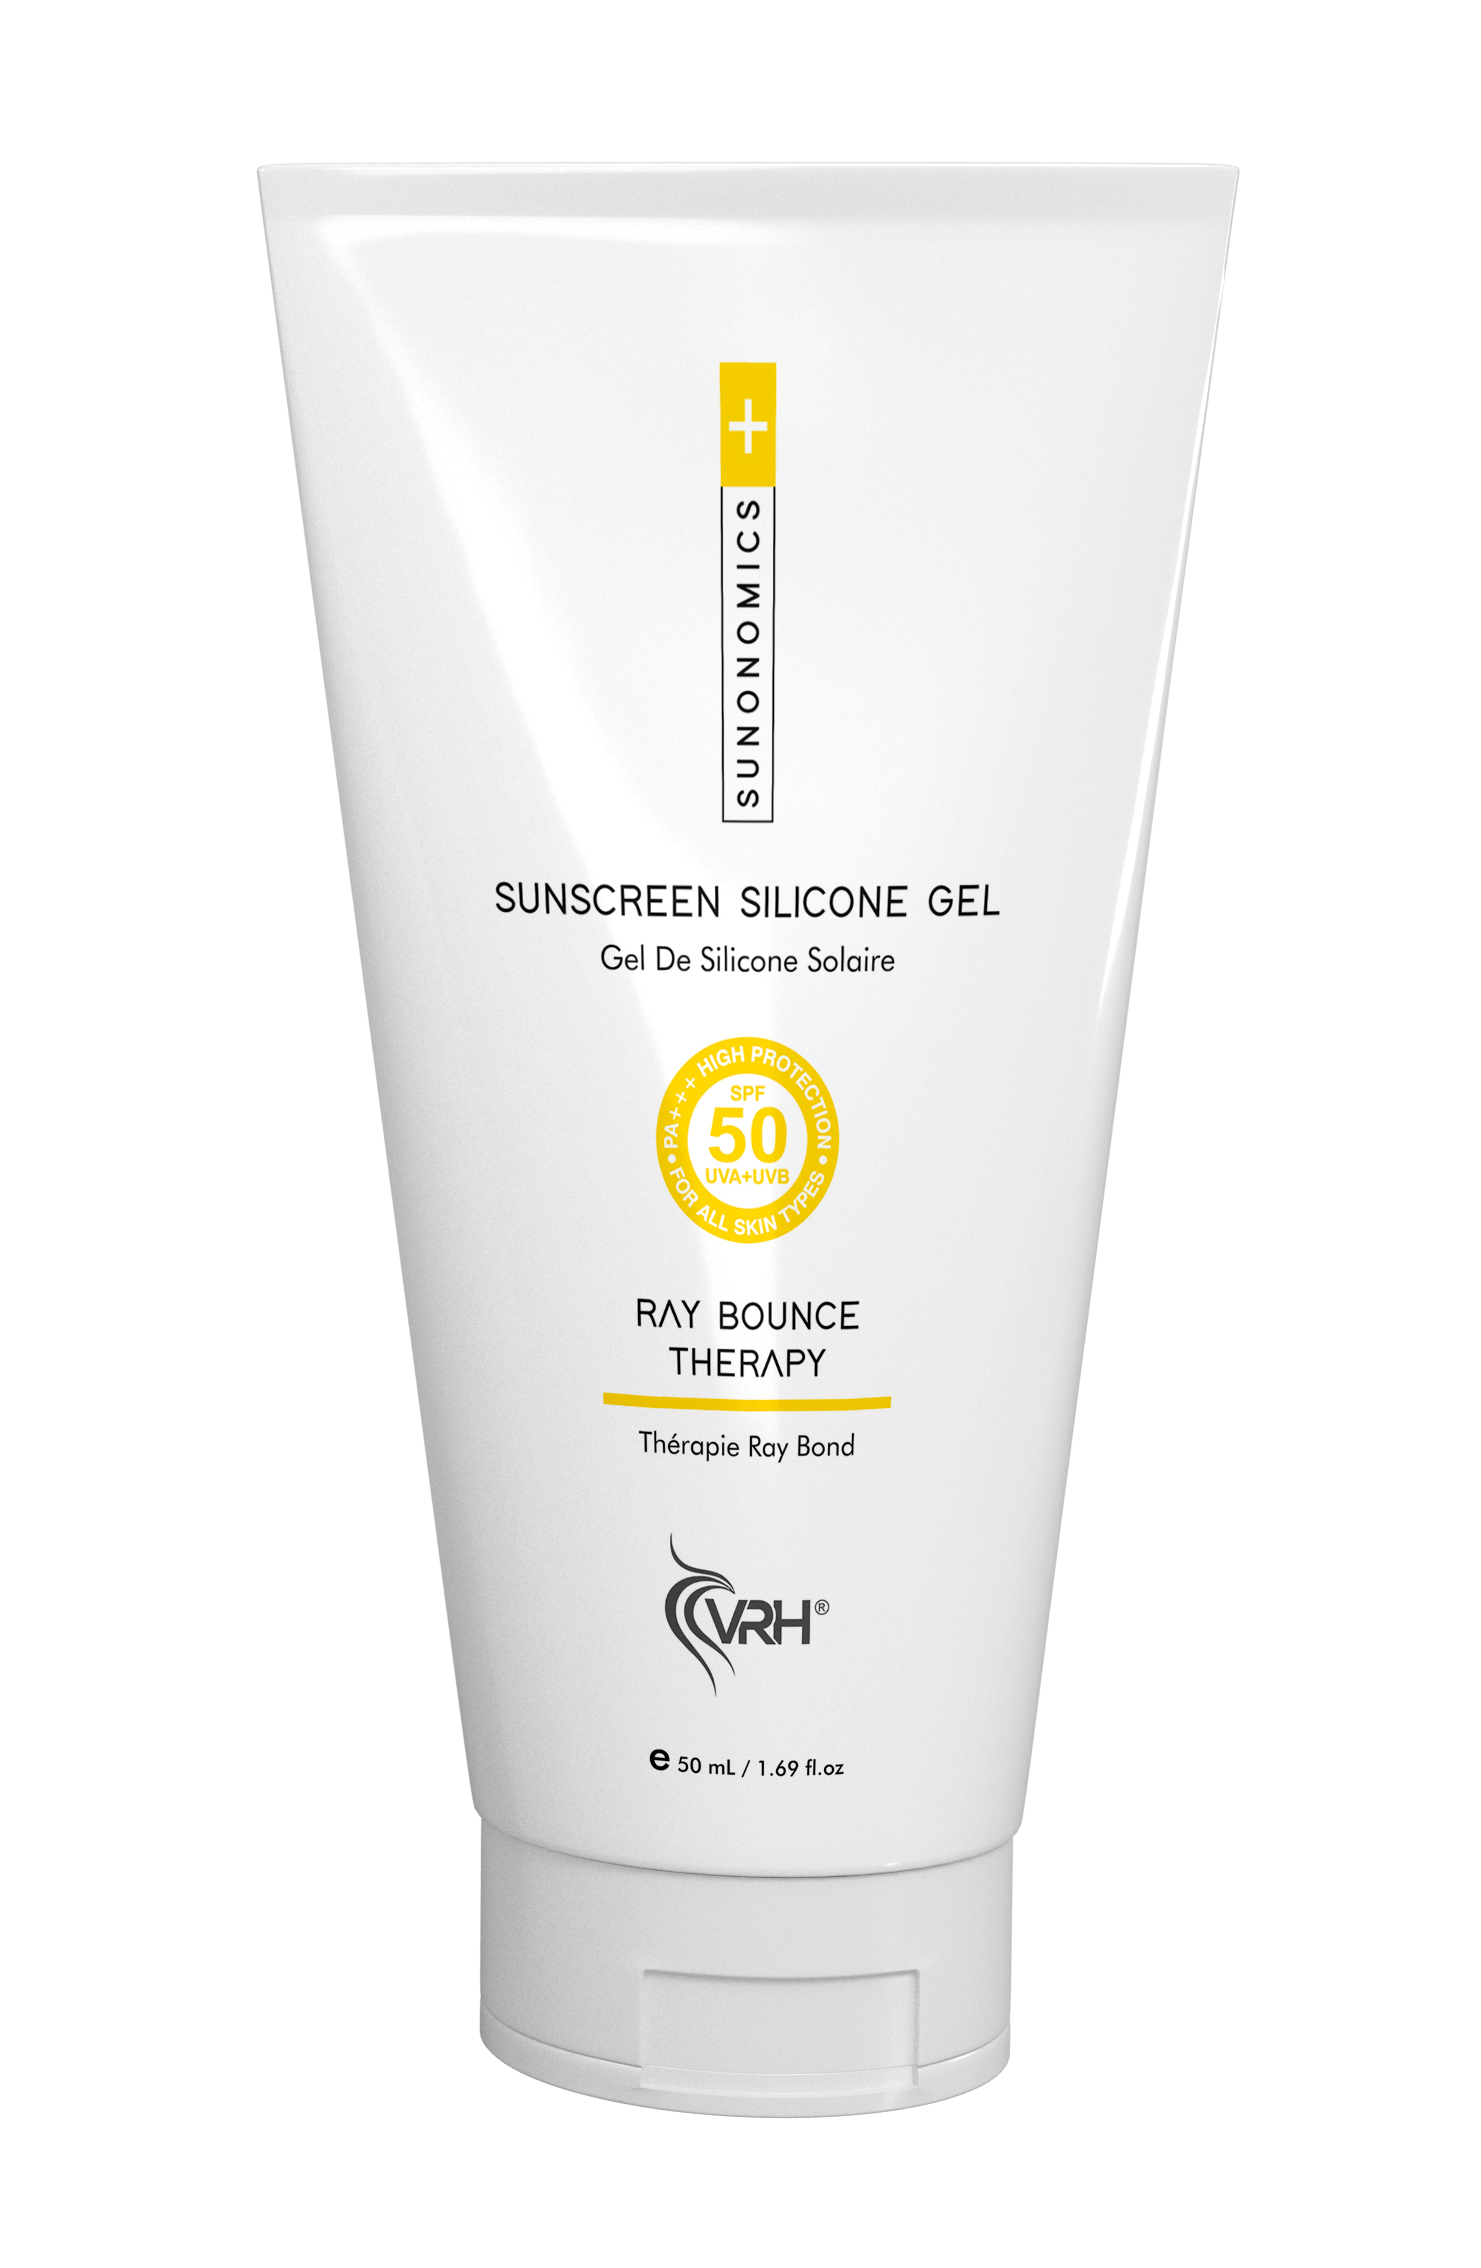 +
SUNONOMICS
SUNSCREEN SILICONE GEL
Gel De Silicone Solaire
• PA+++ HIGH PROTECTION •
SPF
50
UVA+UVB
FOR ALL SKIN TYPES
RAY BOUNCE
THERAPY
Thérapie Ray Bond
VRH®
e 50 mL / 1.69 fl.oz